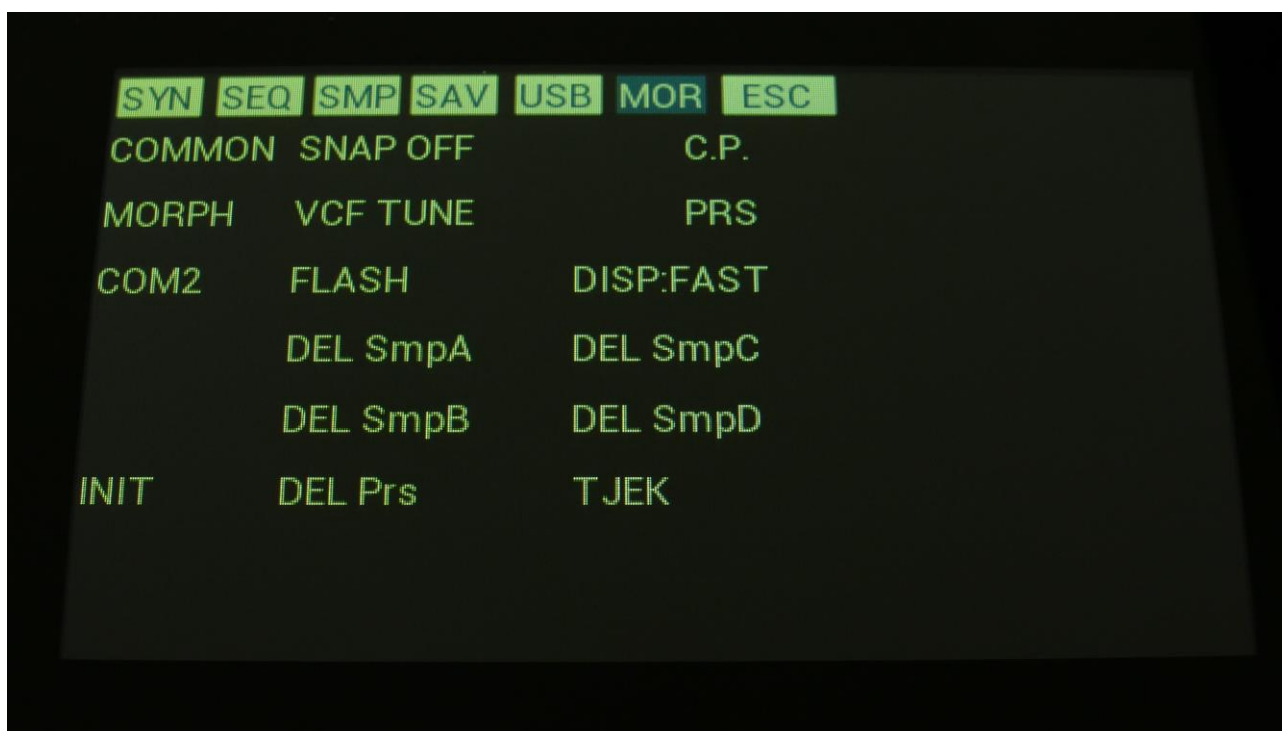 SYN SEQ SMP SAV USB MOR ESC
COMMON SNAP OFF C.P.
MORPH VCF TUNE PRS
COM2 FLASH DISP:FAST
DEL SmpA DEL SmpC
DEL SmpB DEL SmpD
INIT DEL Prs TJEK